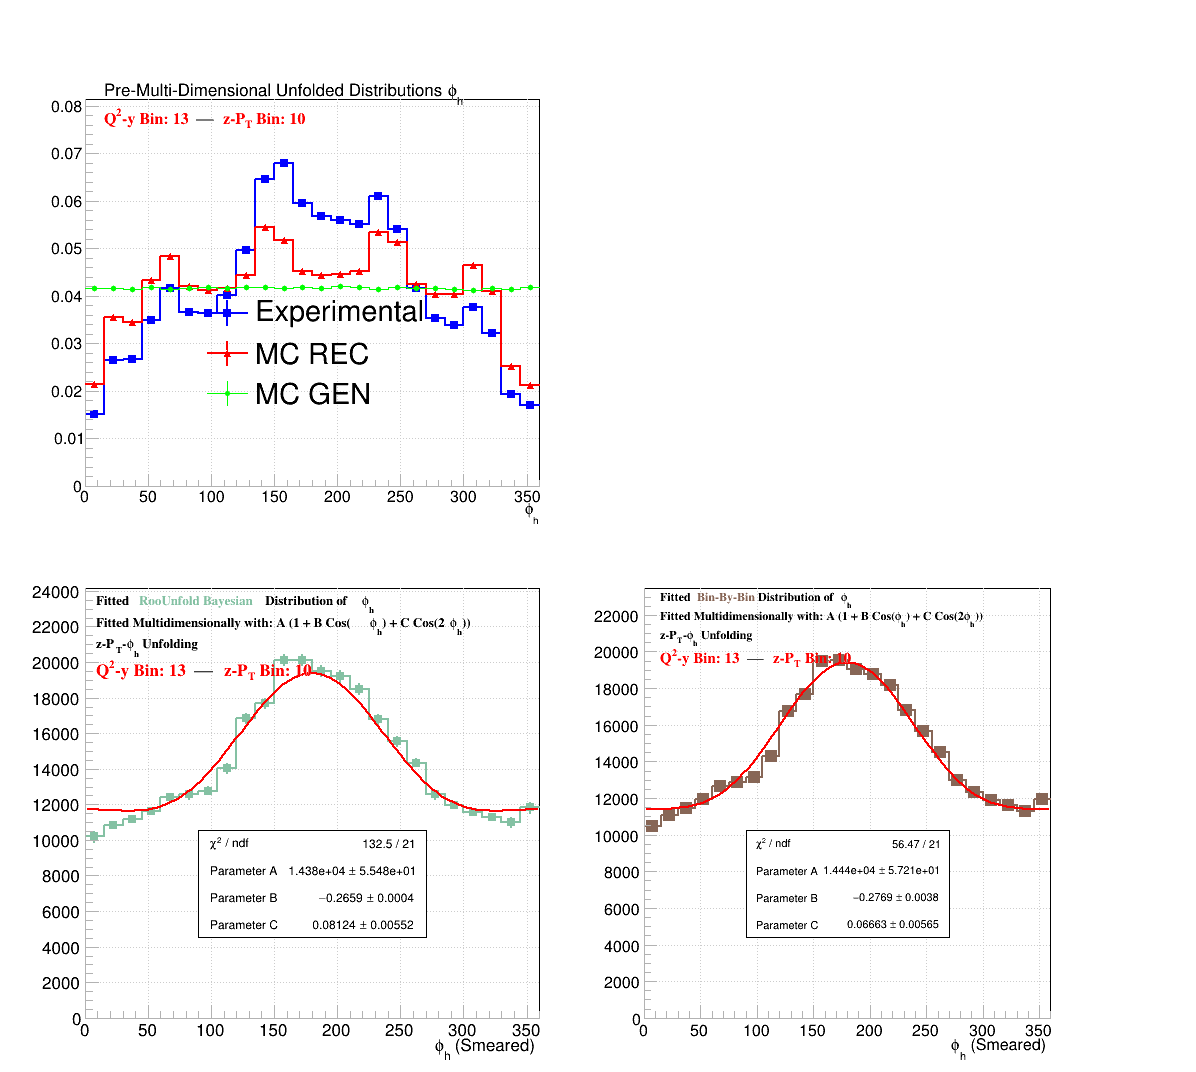 Pre-Multi-Dimensional Unfolded Distributions ϕh
Q2-y Bin: 13 — z-PT Bin: 10
0.08
0.07
0.06
0.05
0.04
0.03
0.02
0.01
0
Experimental
MC REC
MC GEN
0 50 100 150 200 250 300 350
ϕh
Fitted RooUnfold Bayesian Distribution of ϕh
Fitted Multidimensionally with: A (1 + B Cos(ϕh) + C Cos(2 ϕh))
z-PT-ϕh Unfolding
Q2-y Bin: 13 — z-PT Bin: 10
24000
22000
20000
18000
16000
14000
12000
10000
8000
6000
4000
2000
0
χ2 / ndf 132.5 / 21
Parameter A 1.438e+04 ± 5.548e+01
Parameter B −0.2659 ± 0.0004
Parameter C 0.08124 ± 0.00552
0 50 100 150 200 250 300 350
ϕh (Smeared)
Fitted Bin-By-Bin Distribution of ϕh
Fitted Multidimensionally with: A (1 + B Cos(ϕh) + C Cos(2ϕh))
z-PT-ϕh Unfolding
Q2-y Bin: 13 — z-PT Bin: 10
22000
20000
18000
16000
14000
12000
10000
8000
6000
4000
2000
0
χ2 / ndf 56.47 / 21
Parameter A 1.444e+04 ± 5.721e+01
Parameter B −0.2769 ± 0.0038
Parameter C 0.06663 ± 0.00565
0 50 100 150 200 250 300 350
ϕh (Smeared)